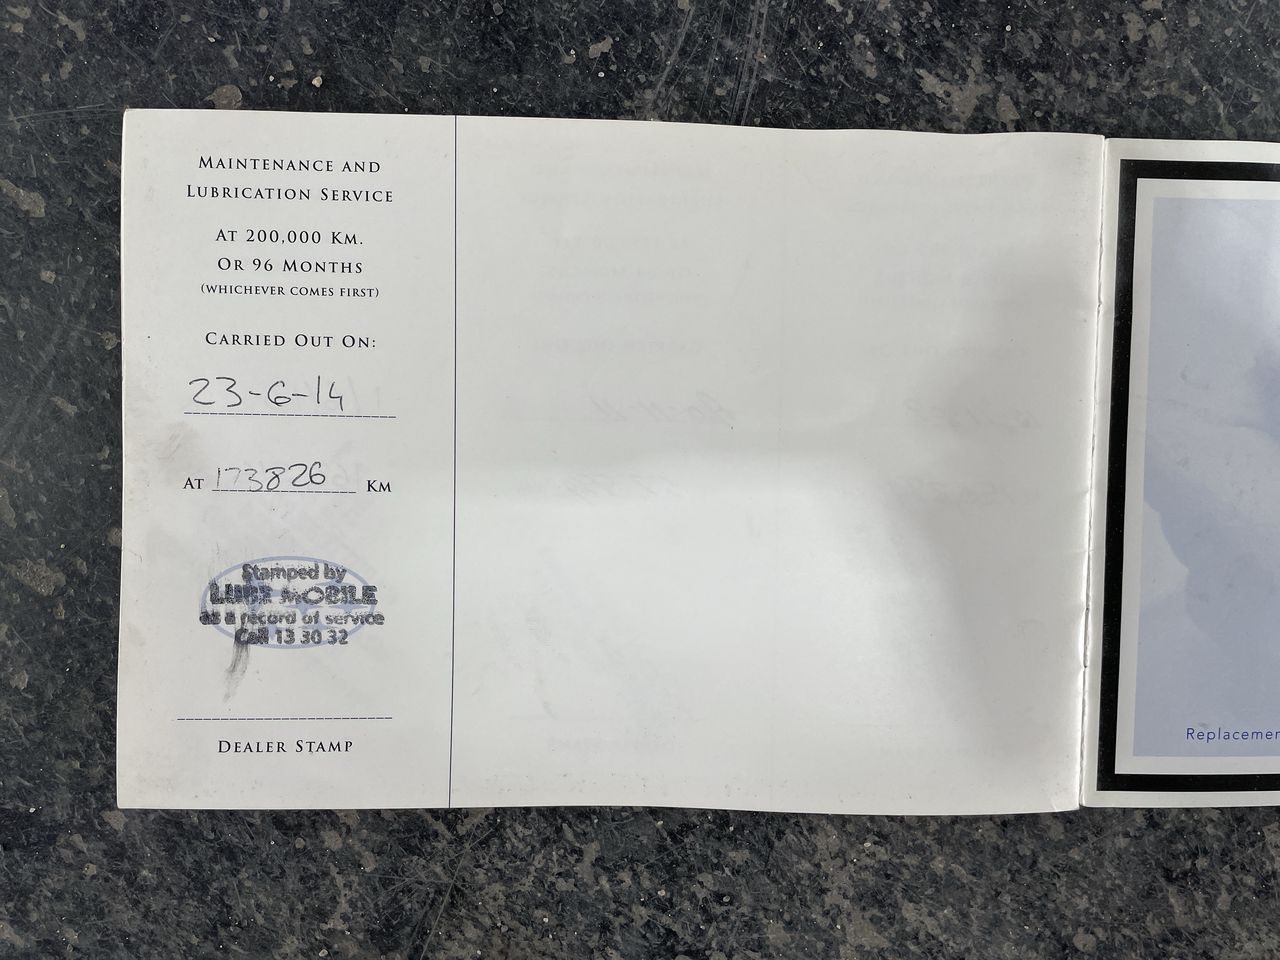 MAINTENANCE AND
LUBRICATION SERVICE
AT 200,000 KM.
OR 96 MONTHS
(WHICHEVER COMES FIRST)
CARRIED OUT ON:
23-6-14
AT 173826 KM
Stamped by
LUBE MOBILE
as a record of service
Call 13 30 32
DEALER STAMP